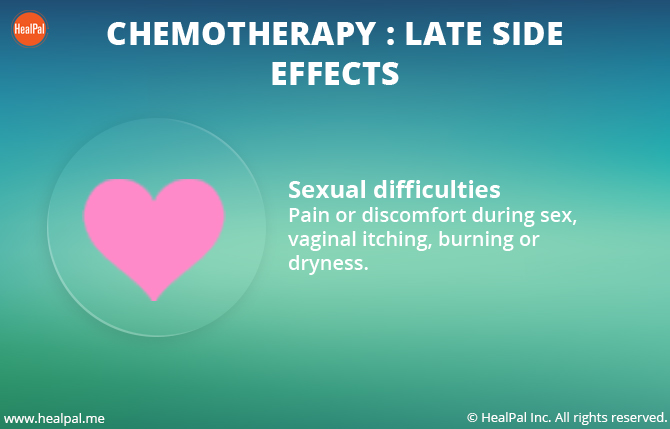 HealPal
CHEMOTHERAPY : LATE SIDE
EFFECTS
Sexual difficulties
Pain or discomfort during sex,
vaginal itching, burning or
dryness.
www.healpal.me
© HealPal Inc. All rights reserved.